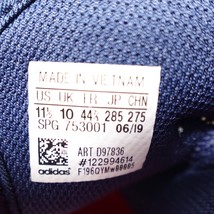 MADE IN VIETNAM
US UK FR JP CHN
11½ 10 44⅔ 285 275
SPG 753001 06/19
ART D97836
#122994614
adidas F196QYMW00005